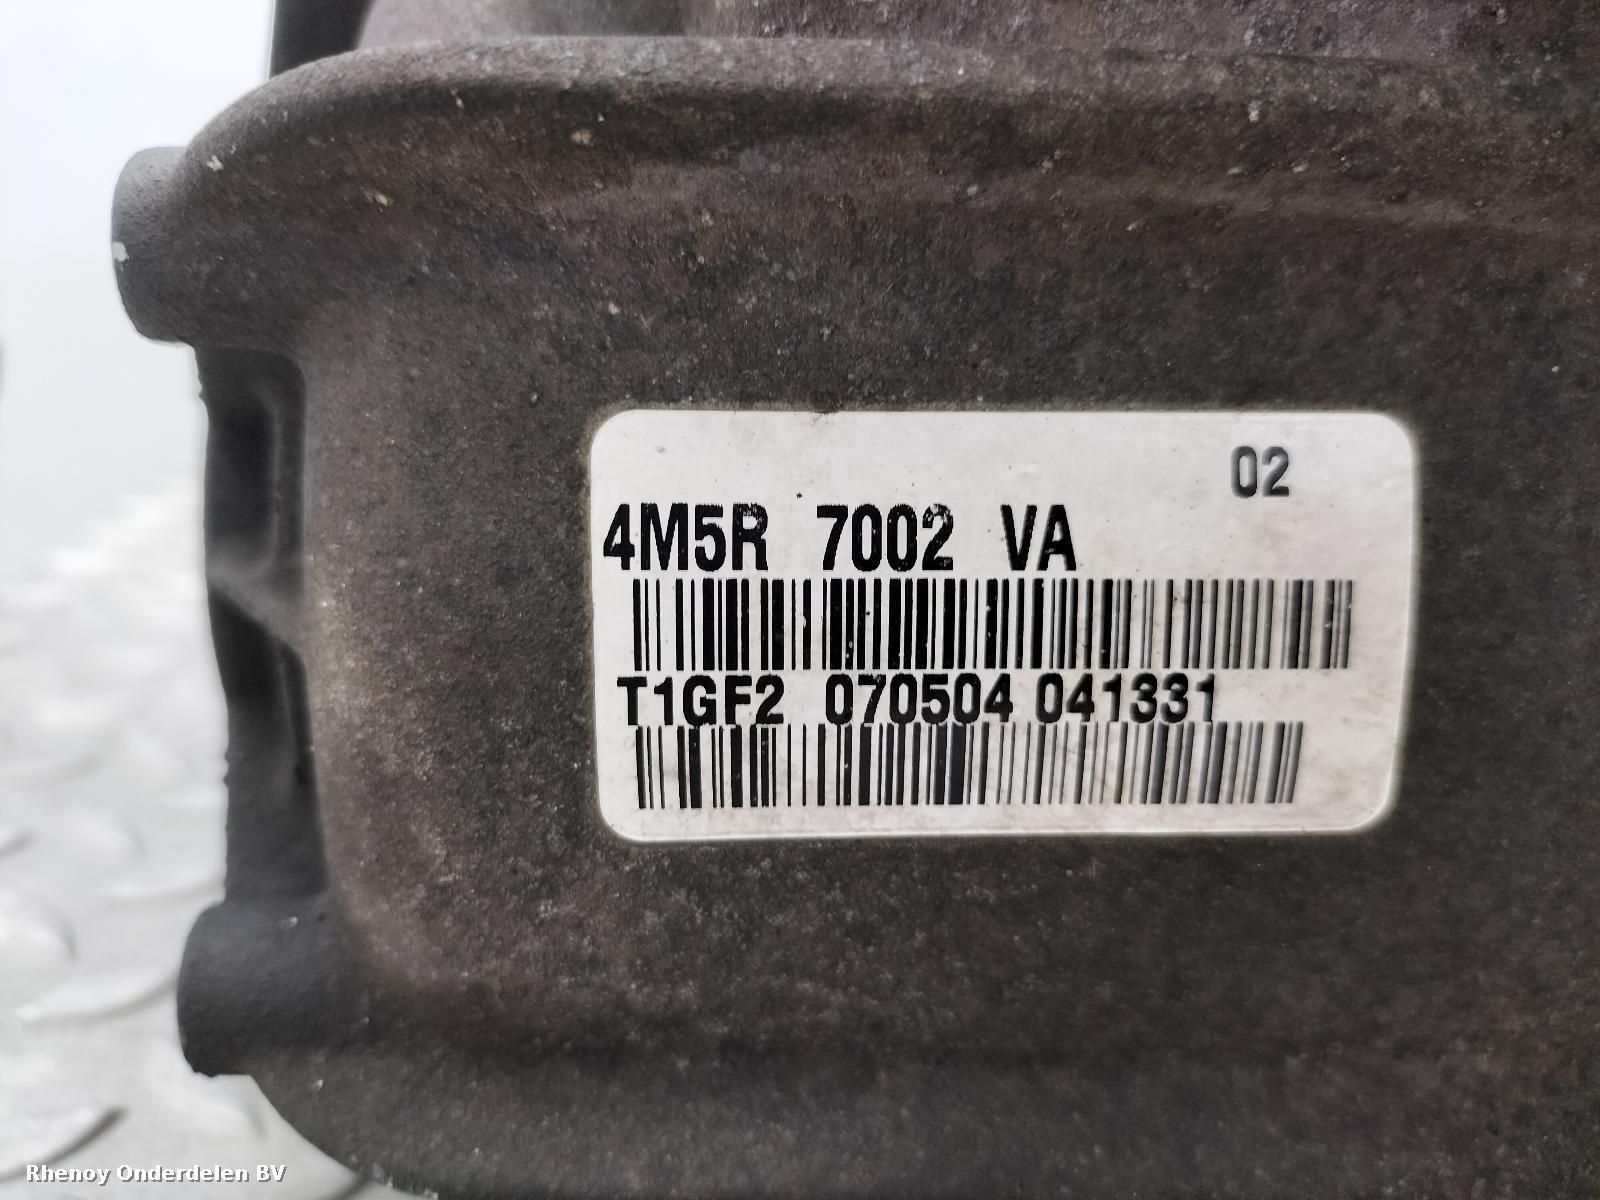 02
4M5R 7002 VA
T1GF2 070504 041331
Rhenoy Onderdelen BV